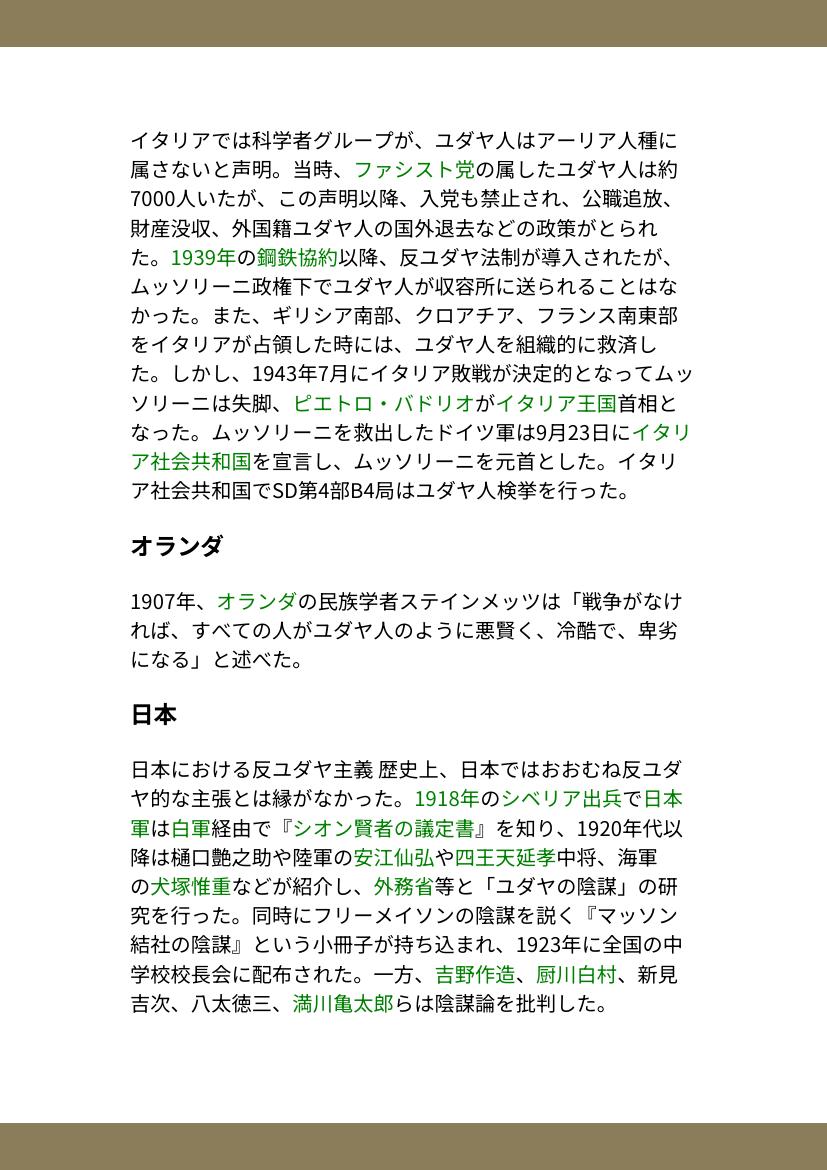 イタリアでは科学者グループが、ユダヤ人はアーリア人種に
属さないと声明。当時、ファシスト党の属したユダヤ人は約
7000人いたが、この声明以降、入党も禁止され、公職追放、
財産没収、外国籍ユダヤ人の国外退去などの政策がとられ
た。1939年の鋼鉄協約以降、反ユダヤ法制が導入されたが、
ムッソリーニ政権下でユダヤ人が収容所に送られることはな
かった。また、ギリシア南部、クロアチア、フランス南東部
をイタリアが占領した時には、ユダヤ人を組織的に救済し
た。しかし、1943年7月にイタリア敗戦が決定的となってムッ
ソリーニは失脚、ピエトロ・バドリオがイタリア王国首相と
なった。ムッソリーニを救出したドイツ軍は9月23日にイタリ
ア社会共和国を宣言し、ムッソリーニを元首とした。イタリ
ア社会共和国でSD第4部B4局はユダヤ人検挙を行った。
オランダ
1907年、オランダの民族学者ステインメッツは「戦争がなけ
れば、すべての人がユダヤ人のように悪賢く、冷酷で、卑劣
になる」と述べた。
日本
日本における反ユダヤ主義 歴史上、日本ではおおむね反ユダ
ヤ的な主張とは縁がなかった。1918年のシベリア出兵で日本
軍は白軍経由で『シオン賢者の議定書』を知り、1920年代以
降は樋口艶之助や陸軍の安江仙弘や四王天延孝中将、海軍
の犬塚惟重などが紹介し、外務省等と「ユダヤの陰謀」の研
究を行った。同時にフリーメイソンの陰謀を説く『マッソン
結社の陰謀』という小冊子が持ち込まれ、1923年に全国の中
学校校長会に配布された。一方、吉野作造、厨川白村、新見
吉次、八太徳三、満川亀太郎らは陰謀論を批判した。